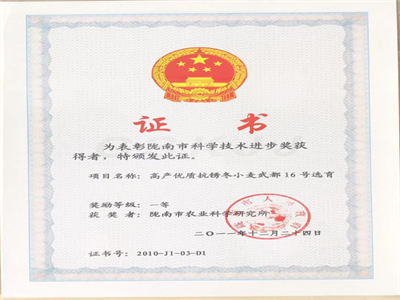 证 书
为表彰陇南市科学技术进步奖获
得者，特颁发此证。
项目名称：高产优质抗锈冬小麦武都16号选育
奖励等级：一等
获 奖 者：陇南市农业科学研究所
二〇一一年十二月二十四日
证书号：2010-J1-03-D1